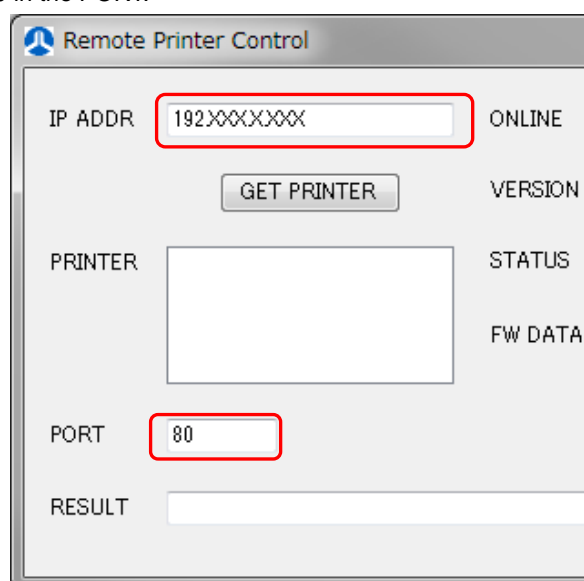 Remote Printer Control
IP ADDR 192.XXX.X.XXX ONLINE
GET PRINTER VERSION
PRINTER STATUS
FW DATA
PORT 80
RESULT